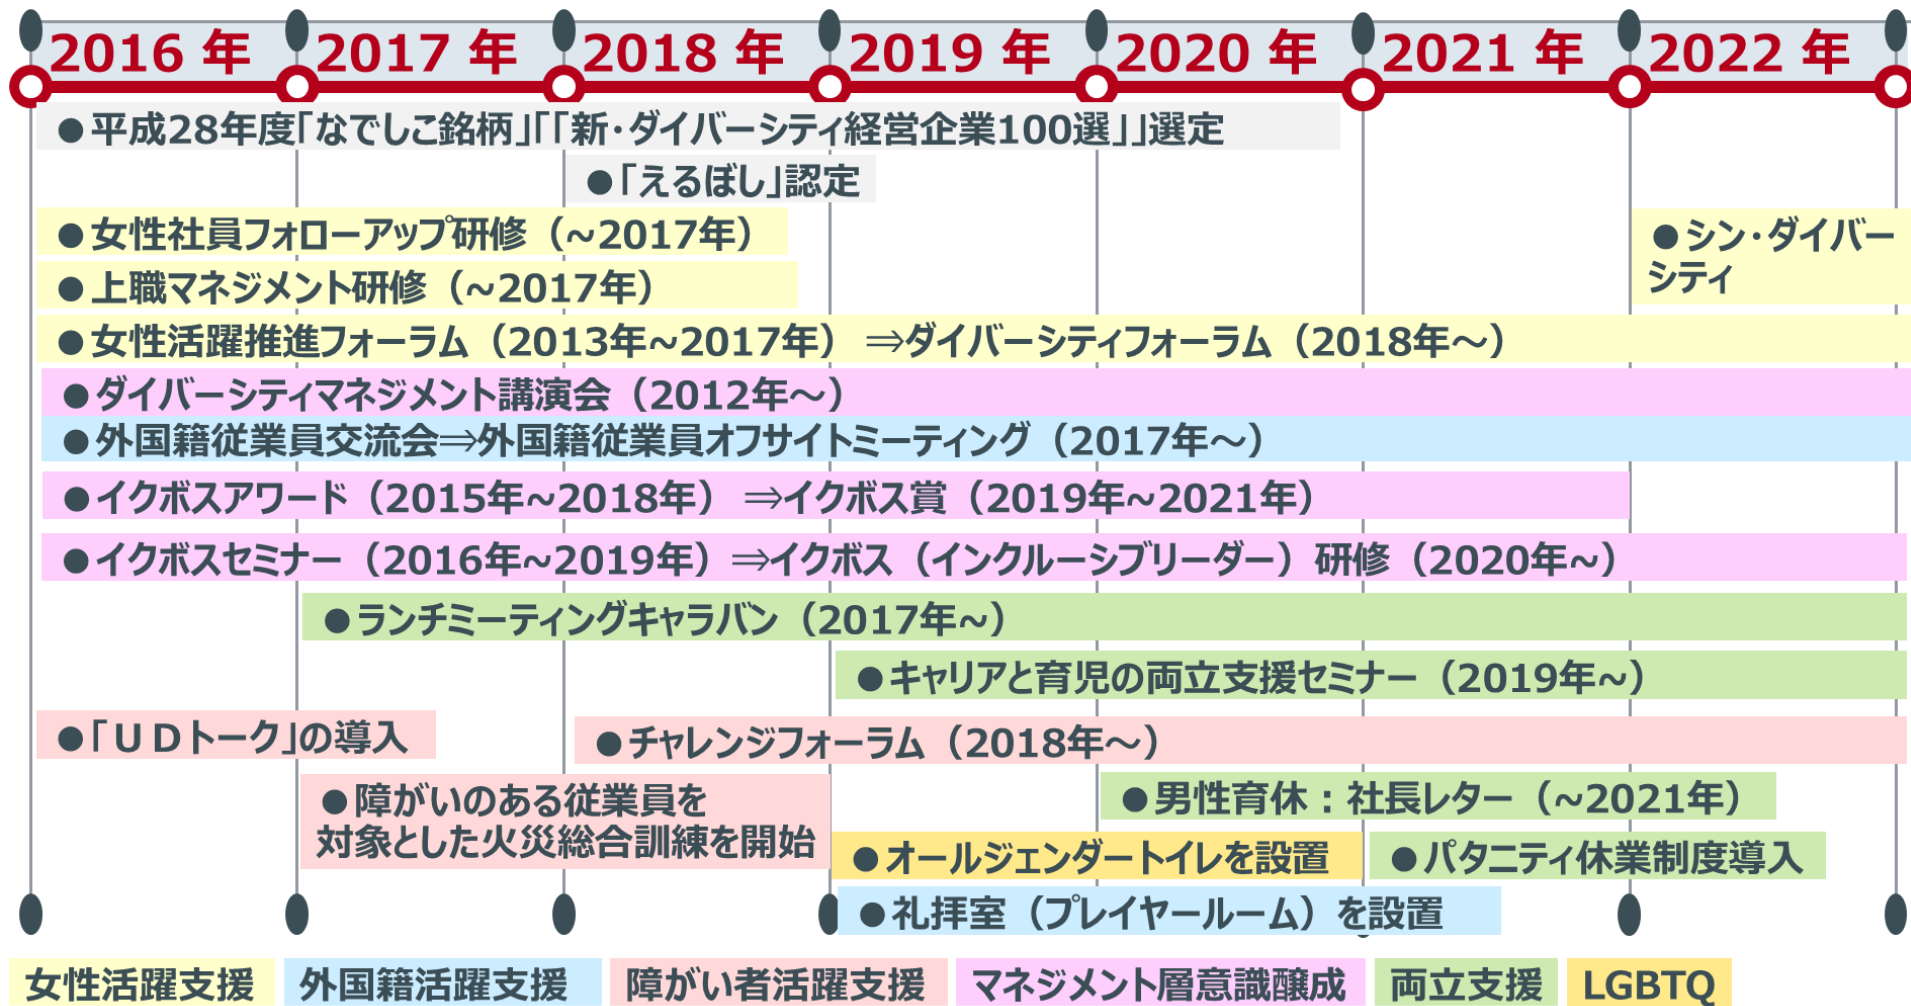 2016 年 2017 年 2018 年 2019 年 2020 年 2021 年 2022 年
●平成28年度「なでしこ銘柄」「「新・ダイバーシティ経営企業100選」」選定
●「えるぼし」認定
●女性社員フォローアップ研修（~2017年）
●シン・ダイバー
シティ
●上職マネジメント研修（~2017年）
●女性活躍推進フォーラム（2013年~2017年）⇒ダイバーシティフォーラム（2018年～）
●ダイバーシティマネジメント講演会（2012年～）
●外国籍従業員交流会⇒外国籍従業員オフサイトミーティング（2017年～）
●イクボスアワード（2015年~2018年）⇒イクボス賞（2019年~2021年）
●イクボスセミナー（2016年~2019年）⇒イクボス（インクルーシブリーダー）研修（2020年~）
●ランチミーティングキャラバン（2017年~）
●キャリアと育児の両立支援セミナー（2019年~）
●「ＵＤトーク」の導入
●チャレンジフォーラム（2018年～）
●障がいのある従業員を
対象とした火災総合訓練を開始
●男性育休：社長レター（~2021年）
●オールジェンダートイレを設置
●パタニティ休業制度導入
●礼拝室（プレイヤールーム）を設置
女性活躍支援 外国籍活躍支援 障がい者活躍支援 マネジメント層意識醸成 両立支援 LGBTQ